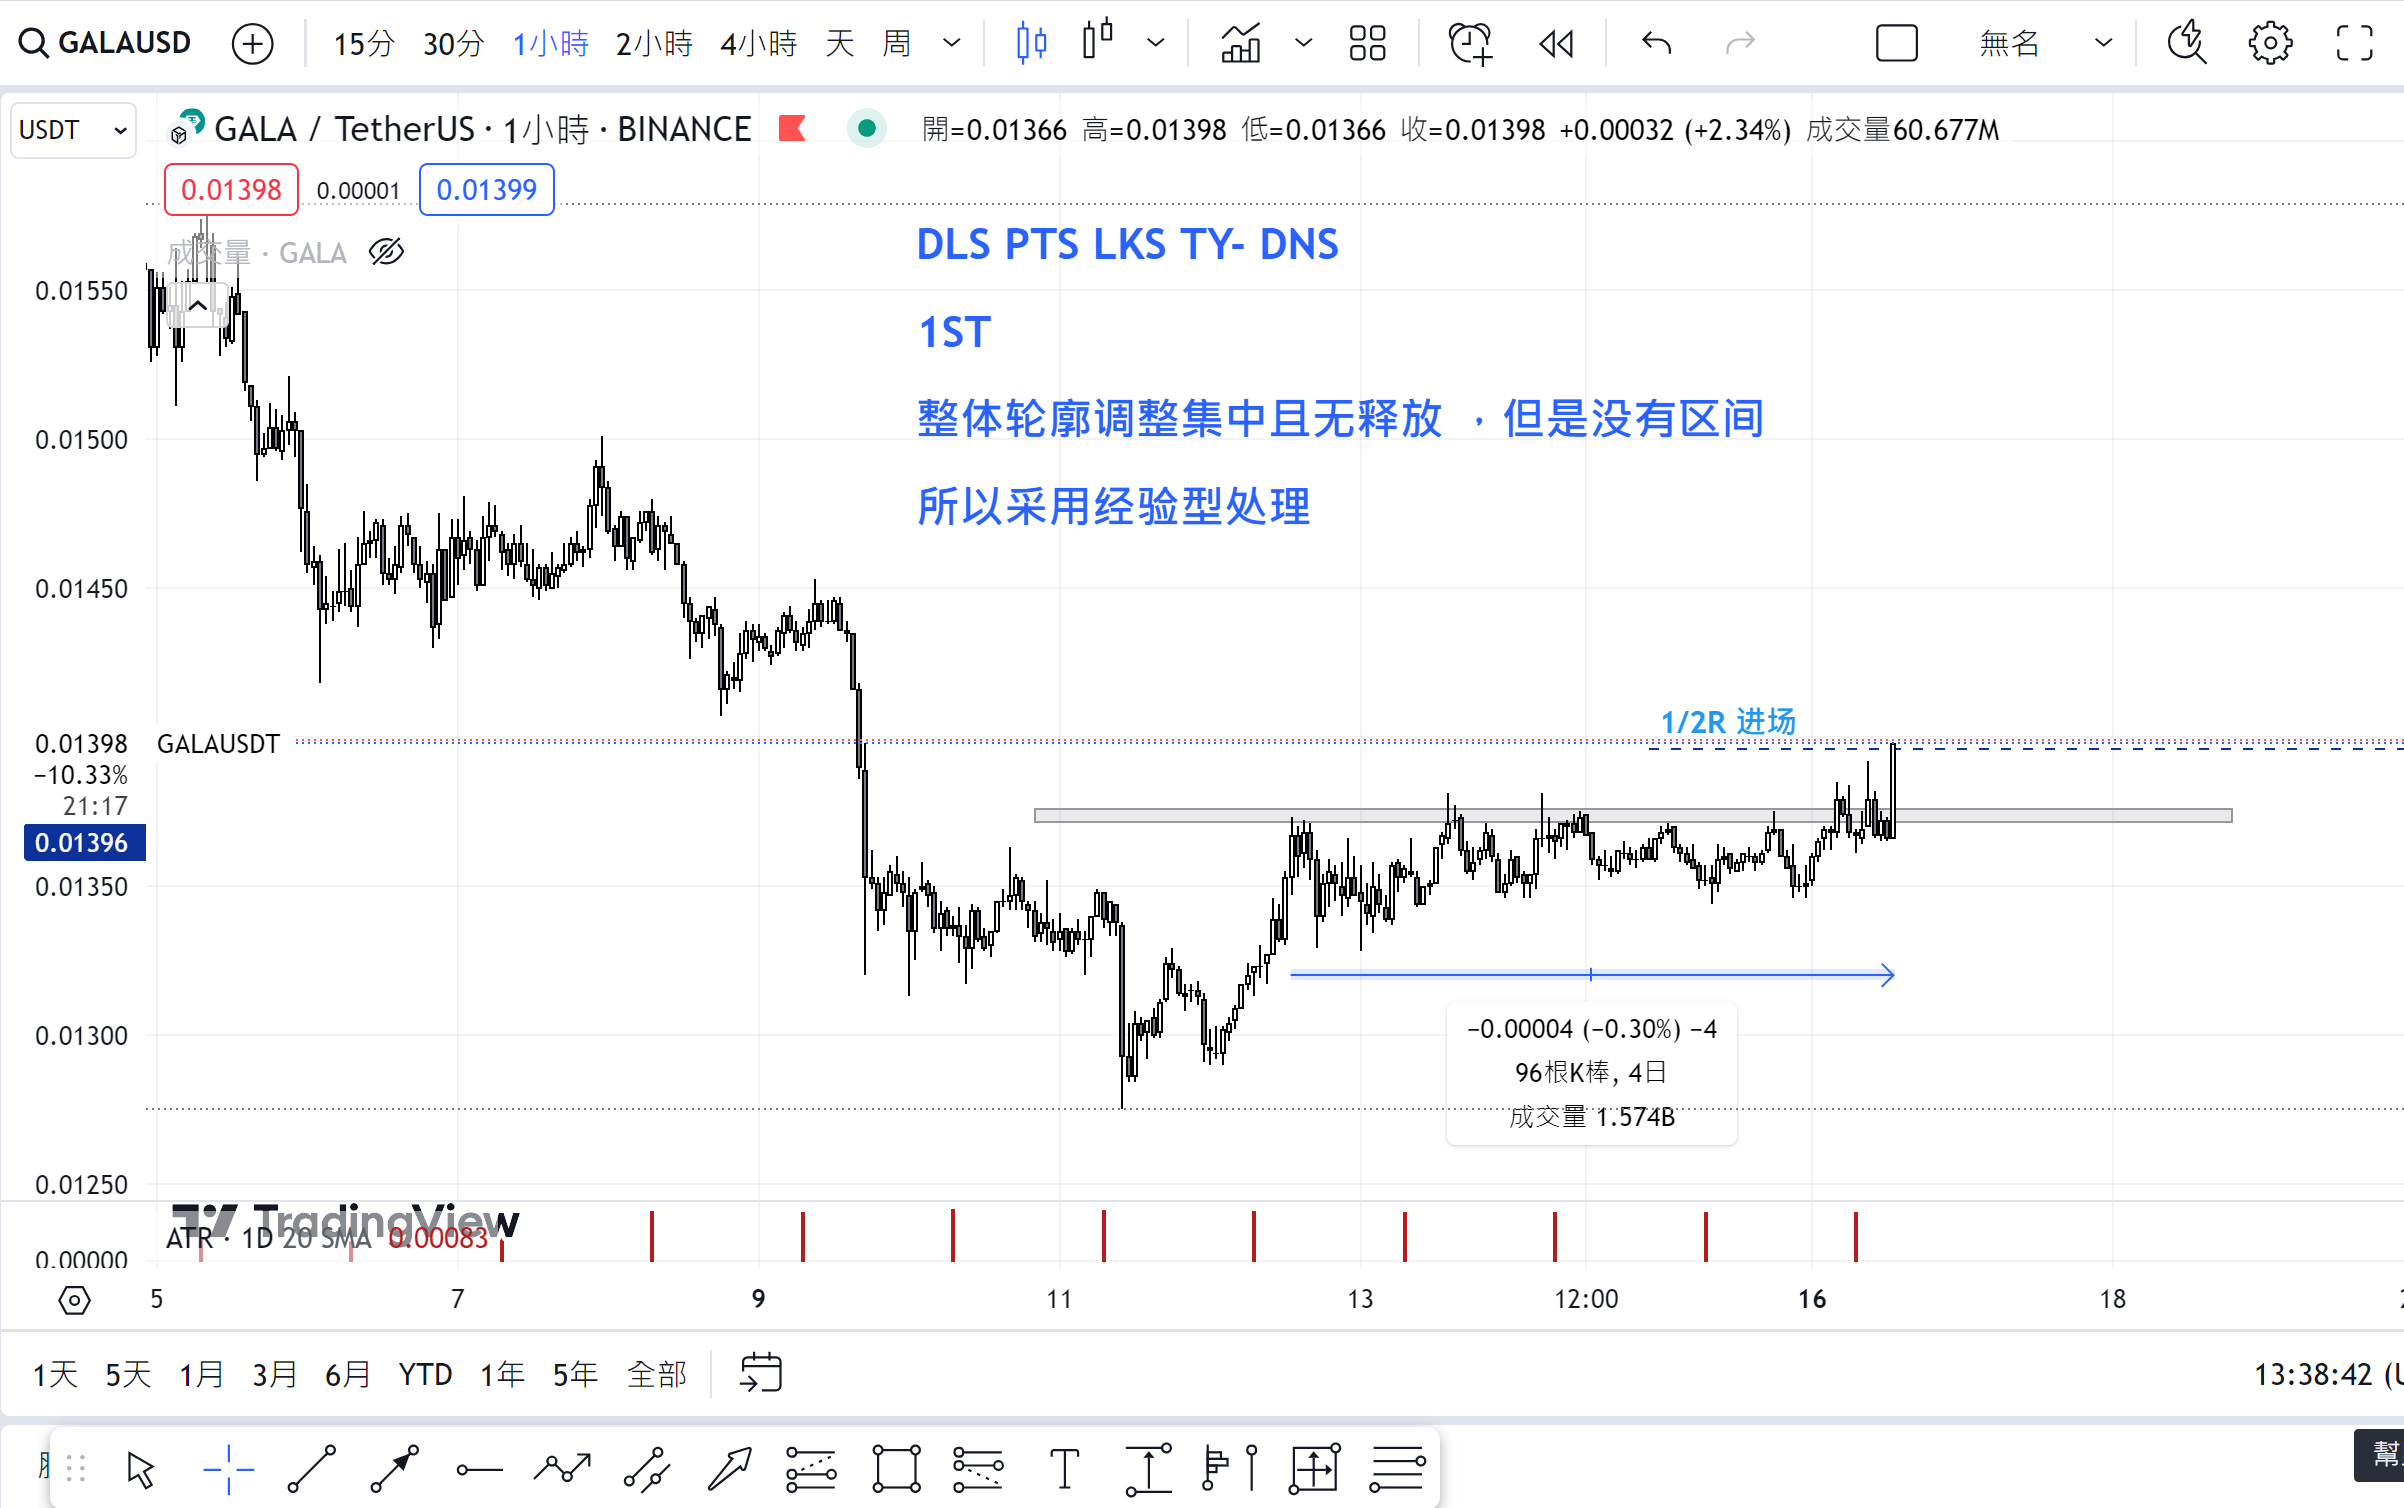 GALAUSD 15分 30分 1小時 2小時 4小時 天 周 無名
USDT GALA / TetherUS · 1小時 · BINANCE 開=0.01366 高=0.01398 低=0.01366 收=0.01398 +0.00032 (+2.34%) 成交量60.677M
0.01398 0.00001 0.01399
成交量 · GALA
DLS PTS LKS TY- DNS
1ST
整体轮廓调整集中且无释放 ，但是没有区间
所以采用经验型处理
0.01550
0.01500
0.01450
1/2R 进场
0.01398 GALAUSDT
−10.33%
21:17
0.01396
0.01350
0.01300
−0.00004 (−0.30%) −4
96根K棒, 4日
成交量 1.574B
0.01250
TradingView
ATR · 1D 20 SMA 0.00083
0.00000
5 7 9 11 13 12:00 16 18
1天 5天 1月 3月 6月 YTD 1年 5年 全部 13:38:42